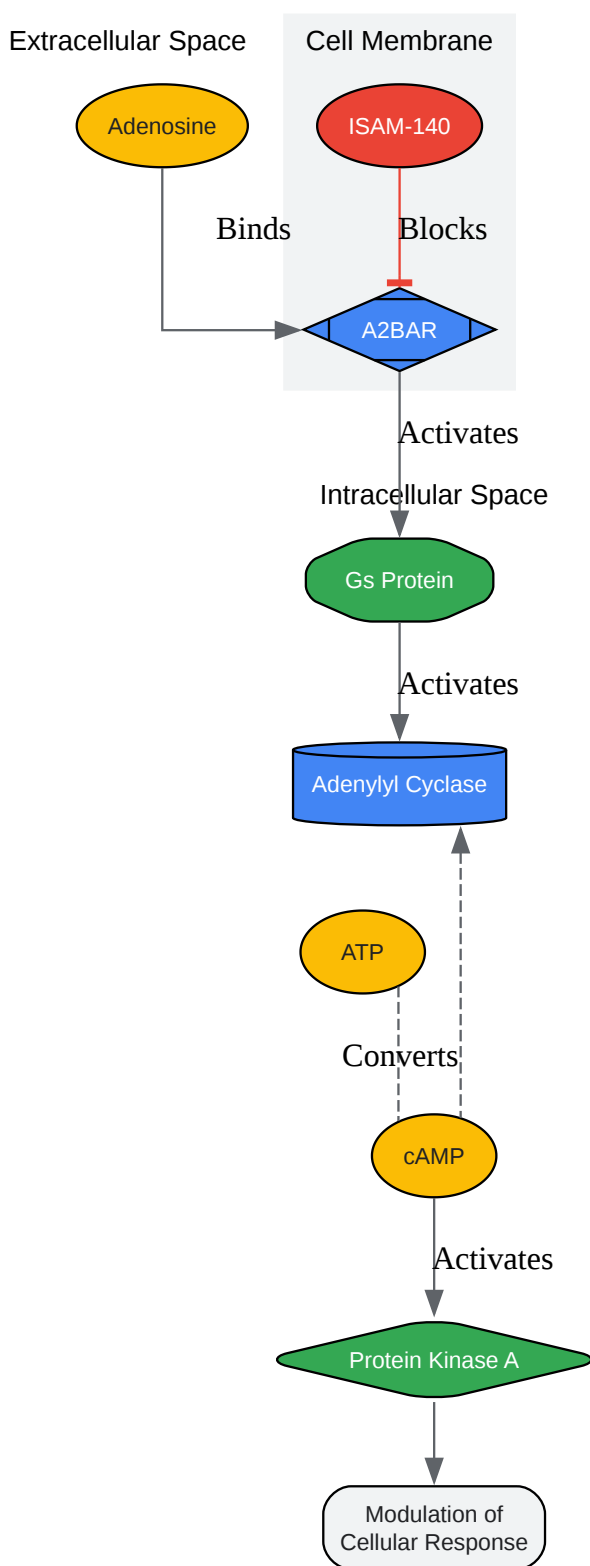 Extracellular Space
Cell Membrane
Adenosine
ISAM-140
Binds
Blocks
A2BAR
Activates
Intracellular Space
Gs Protein
Activates
Adenylyl Cyclase
ATP
Converts
cAMP
Activates
Protein Kinase A
Modulation of
Cellular Response